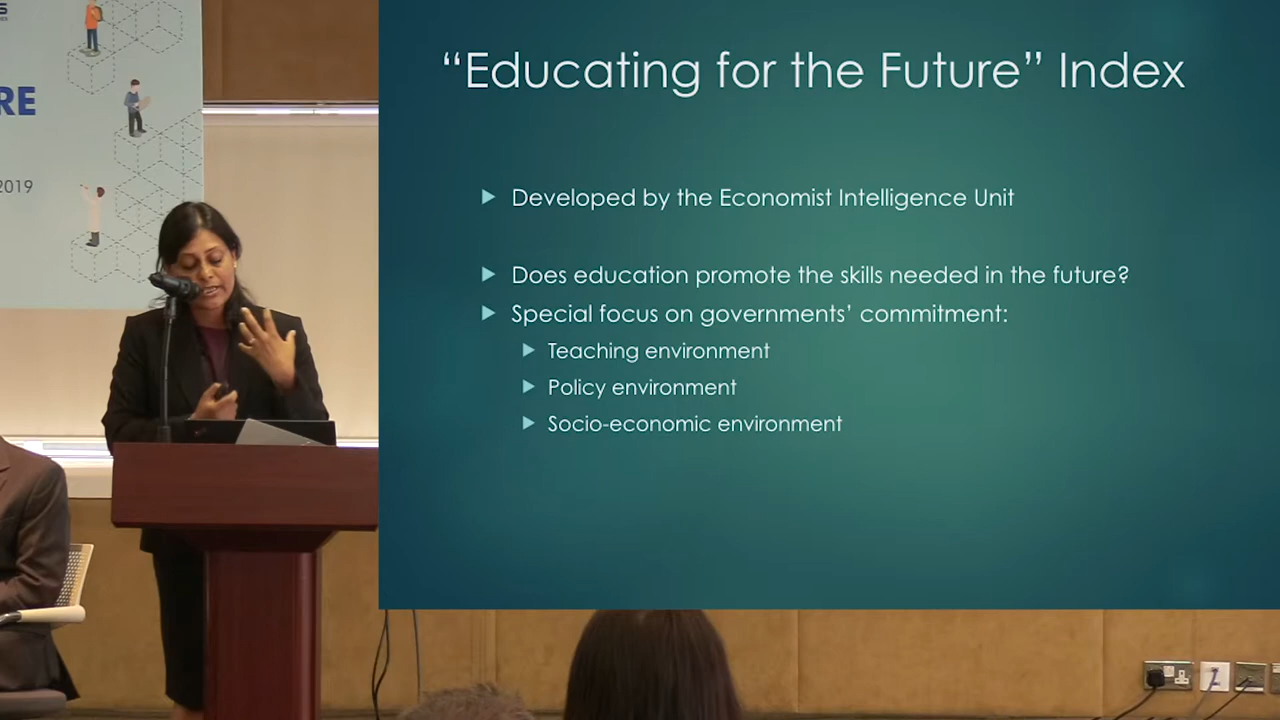 RE
2019
“Educating for the Future” Index
Developed by the Economist Intelligence Unit
Does education promote the skills needed in the future?
Special focus on governments’ commitment:
Teaching environment
Policy environment
Socio-economic environment